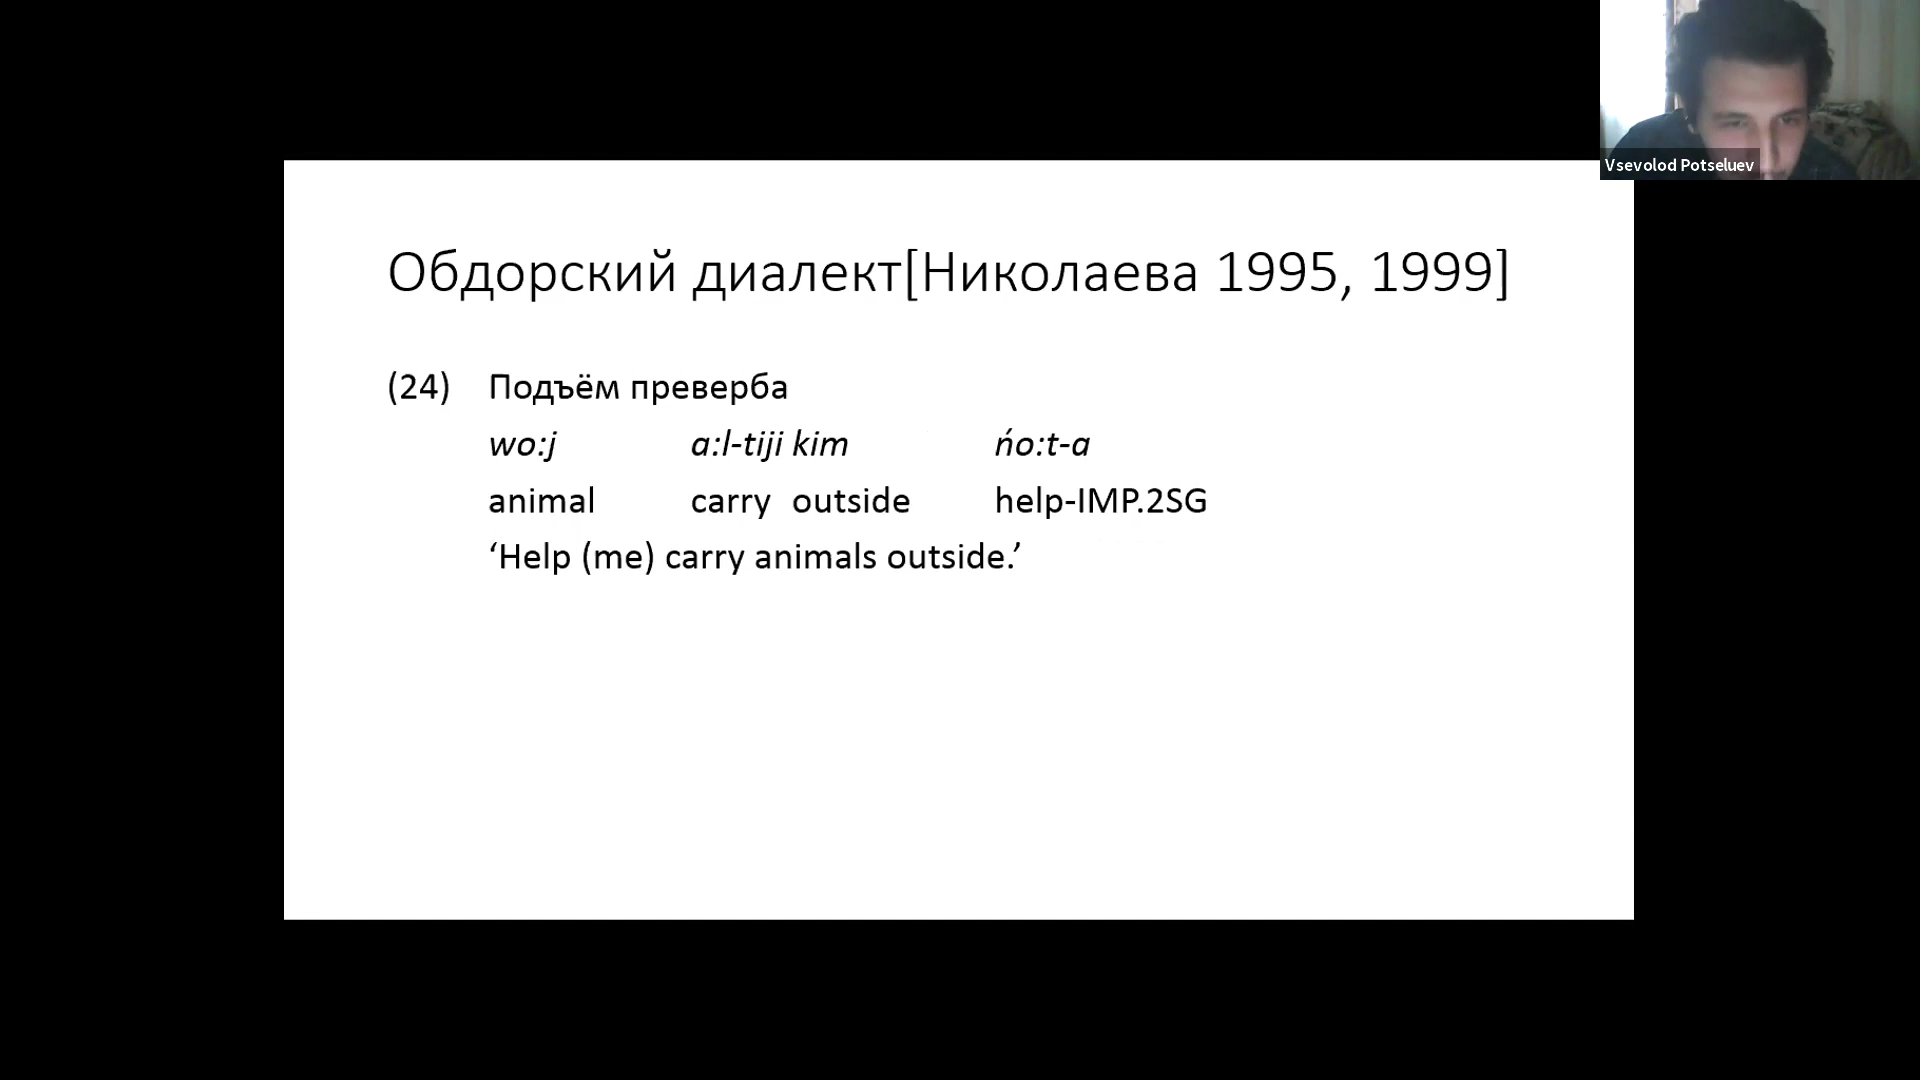 Vsevolod Potseluev
Обдорский диалект[Николаева 1995, 1999]
(24) Подъём преверба
wo:j a:l-tiji kim ńo:t-a
animal carry outside help-IMP.2SG
‘Help (me) carry animals outside.’